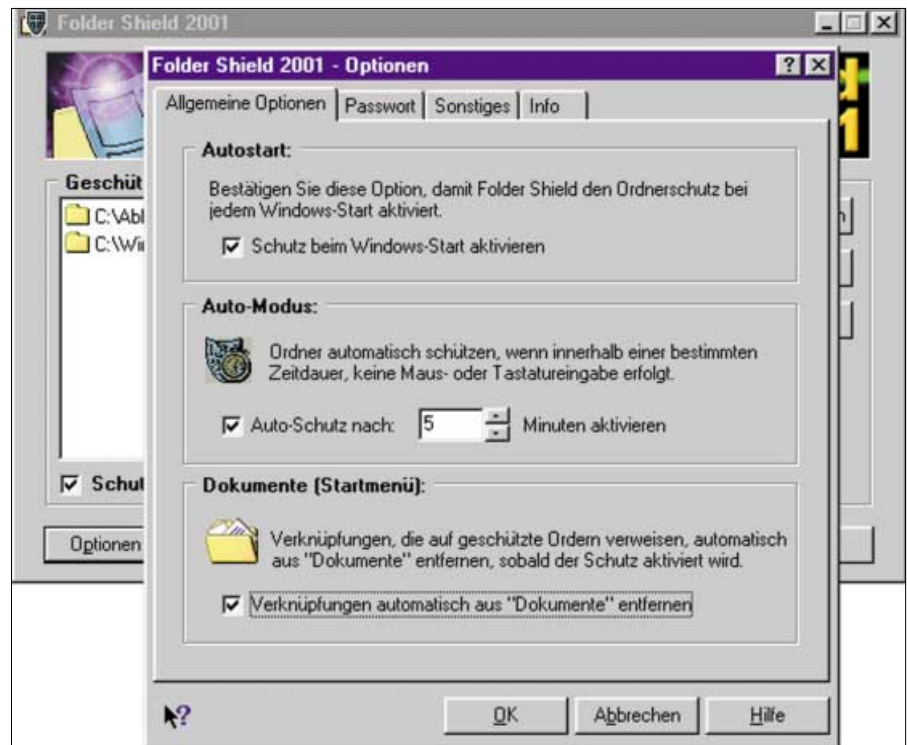 Folder Shield 2001
Folder Shield 2001 - Optionen
Allgemeine Optionen
Passwort
Sonstiges
Info
Autostart:
Bestätigen Sie diese Option, damit Folder Shield den Ordnerschutz bei
jedem Windows-Start aktiviert.
Schutz beim Windows-Start aktivieren
Auto-Modus:
Ordner automatisch schützen, wenn innerhalb einer bestimmten
Zeitdauer, keine Maus- oder Tastatureingabe erfolgt.
Auto-Schutz nach: 5 Minuten aktivieren
Dokumente (Startmenü):
Verknüpfungen, die auf geschützte Ordern verweisen, automatisch
aus "Dokumente" entfernen, sobald der Schutz aktiviert wird.
Verknüpfungen automatisch aus "Dokumente" entfernen
OK
Abbrechen
Hilfe
Geschüt
C:\Abl
C:\Wi
Schut
Optionen